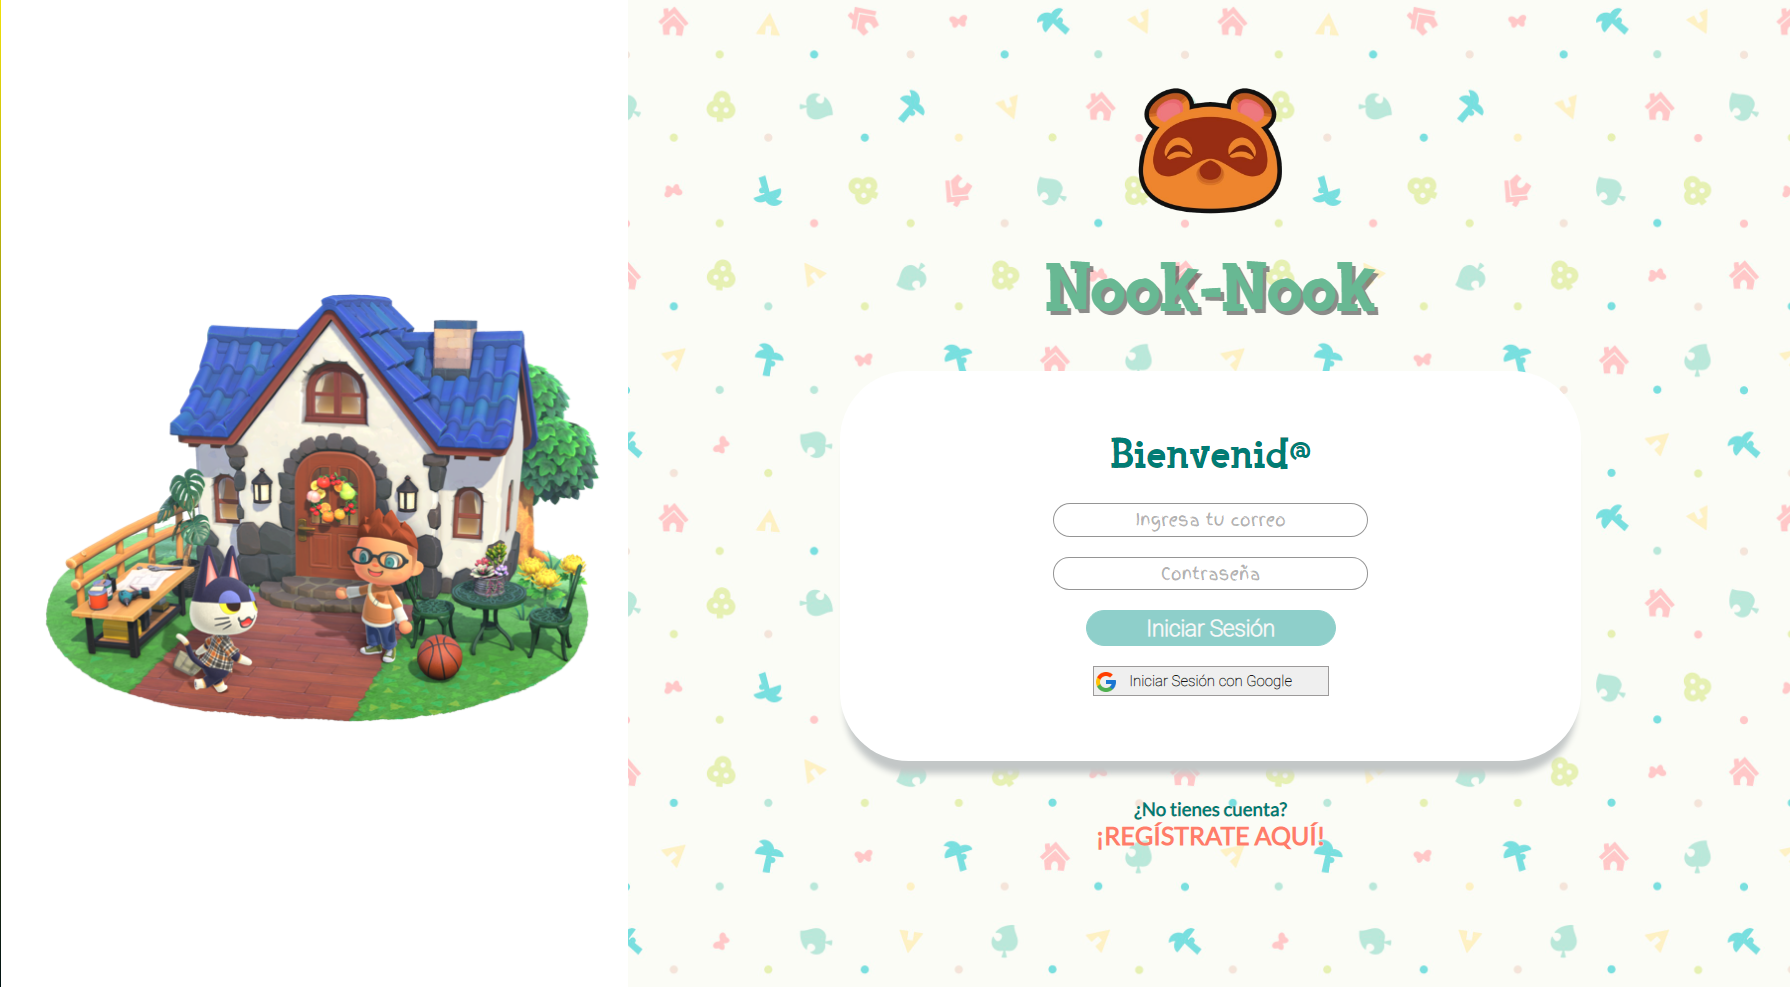 Nook-Nook
Bienvenid@
Ingresa tu correo
Contraseña
Iniciar Sesión
Iniciar Sesión con Google
¿No tienes cuenta?
¡REGÍSTRATE AQUÍ!